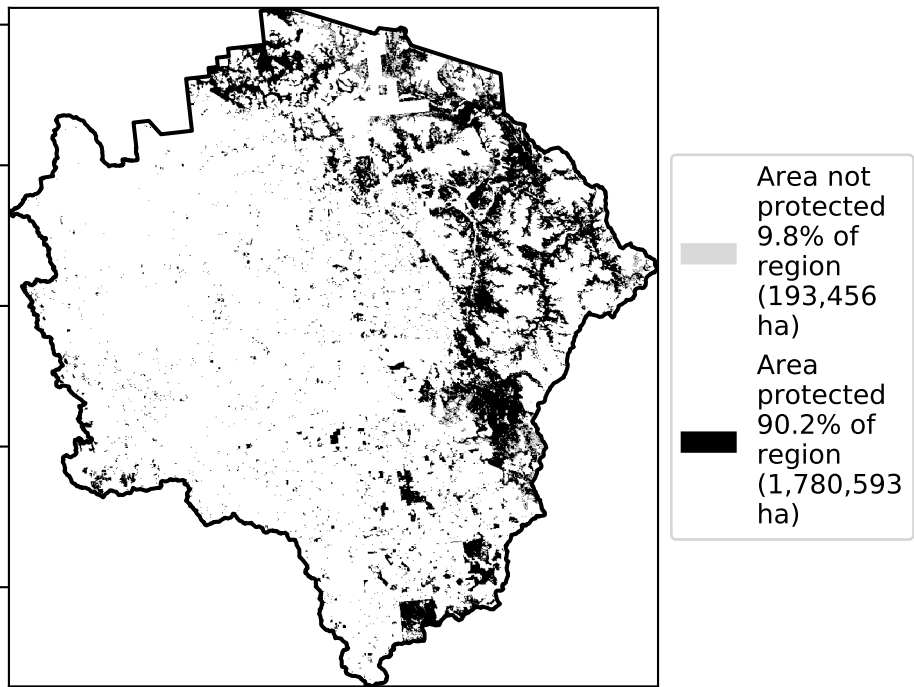 Area not
protected
9.8% of
region
(193,456
ha)
Area
protected
90.2% of
region
(1,780,593
ha)